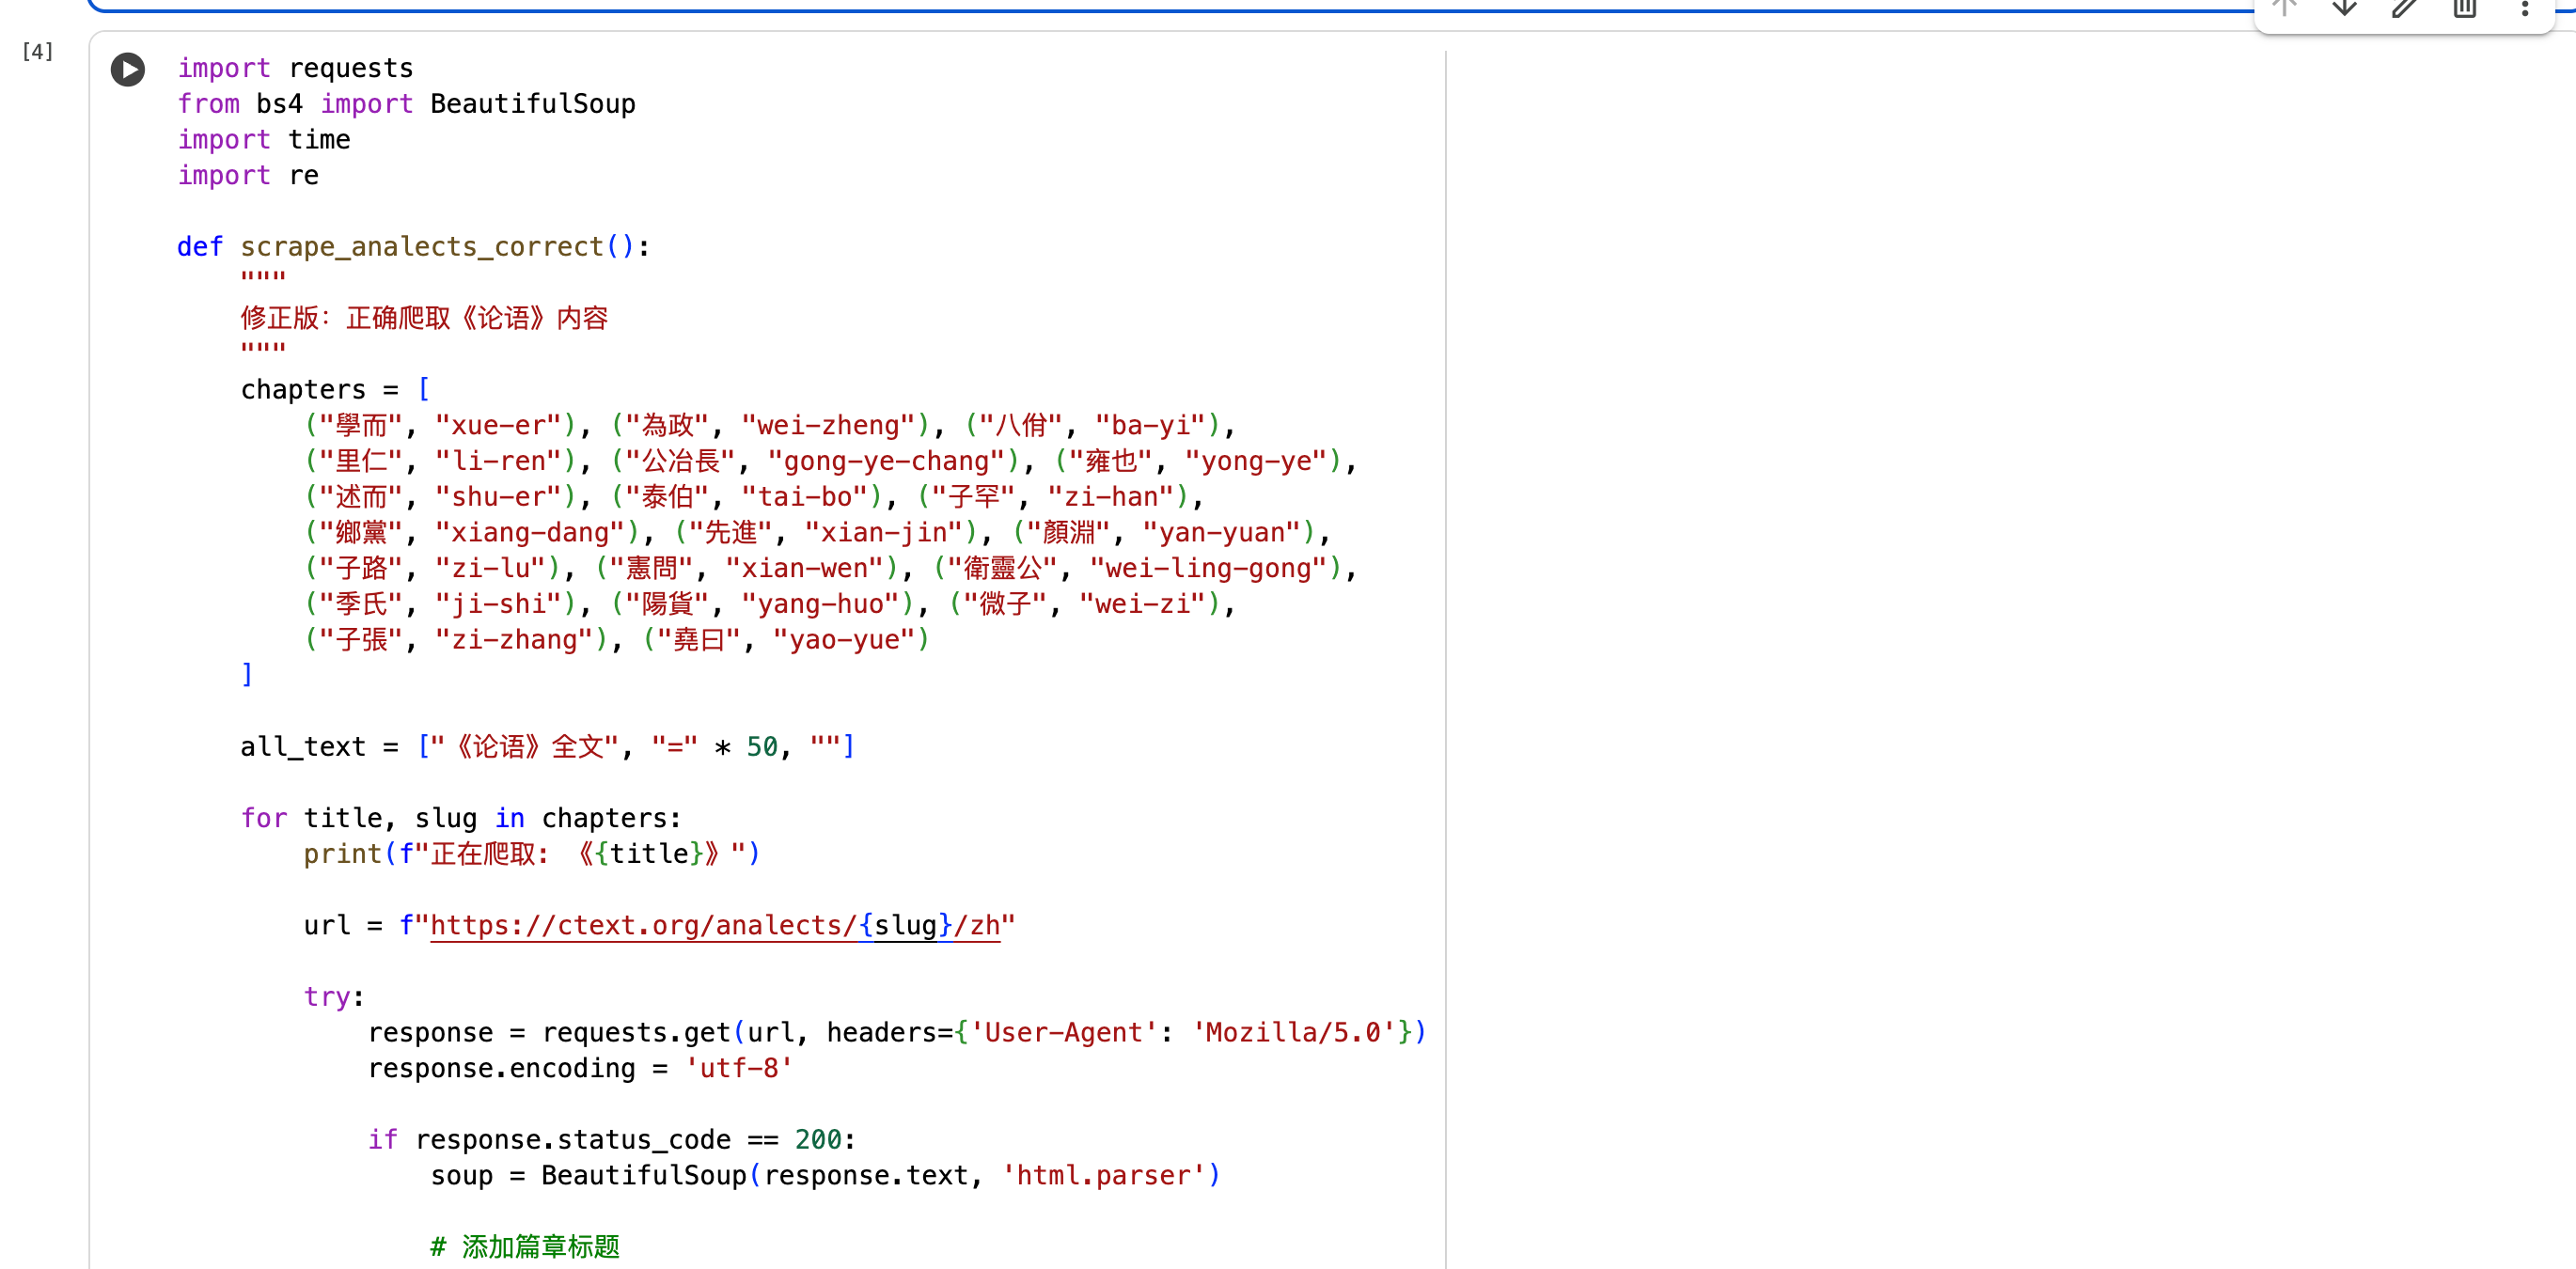 [4]
import requests
from bs4 import BeautifulSoup
import time
import re
def scrape_analects_correct():
"""
修正版：正确爬取《论语》内容
"""
chapters = [
("學而", "xue-er"), ("為政", "wei-zheng"), ("八佾", "ba-yi"),
("里仁", "li-ren"), ("公冶長", "gong-ye-chang"), ("雍也", "yong-ye"),
("述而", "shu-er"), ("泰伯", "tai-bo"), ("子罕", "zi-han"),
("鄉黨", "xiang-dang"), ("先進", "xian-jin"), ("顏淵", "yan-yuan"),
("子路", "zi-lu"), ("憲問", "xian-wen"), ("衛靈公", "wei-ling-gong"),
("季氏", "ji-shi"), ("陽貨", "yang-huo"), ("微子", "wei-zi"),
("子張", "zi-zhang"), ("堯曰", "yao-yue")
]
all_text = ["《论语》全文", "=" * 50, ""]
for title, slug in chapters:
print(f"正在爬取: 《{title}》")
url = f"https://ctext.org/analects/{slug}/zh"
try:
response = requests.get(url, headers={'User-Agent': 'Mozilla/5.0'})
response.encoding = 'utf-8'
if response.status_code == 200:
soup = BeautifulSoup(response.text, 'html.parser')
# 添加篇章标题